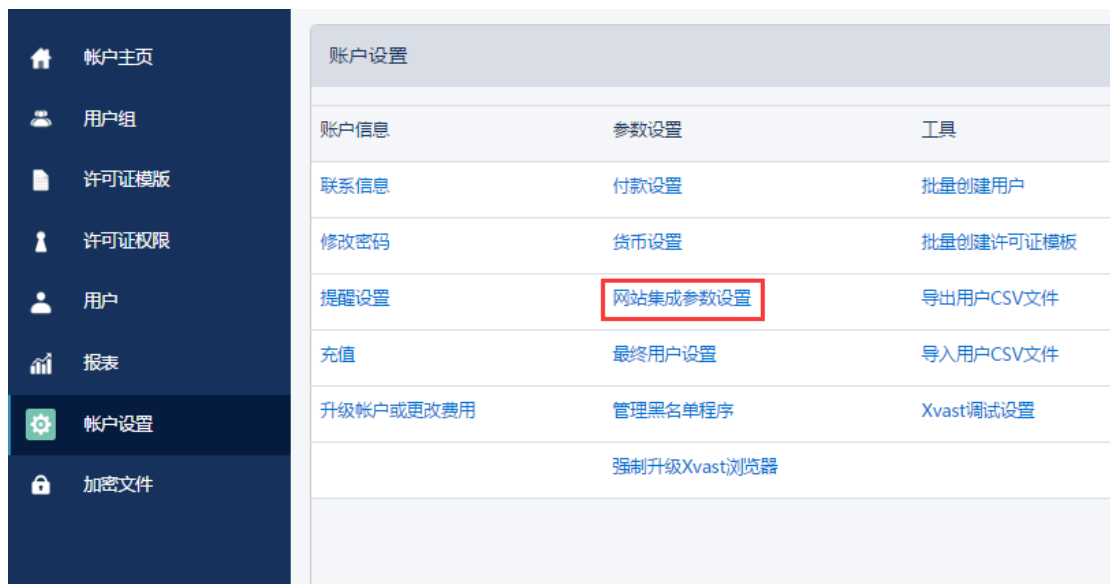 帐户主页
用户组
许可证模版
许可证权限
用户
报表
帐户设置
加密文件
账户设置
账户信息 参数设置 工具
联系信息 付款设置 批量创建用户
修改密码 货币设置 批量创建许可证模板
提醒设置 网站集成参数设置 导出用户CSV文件
充值 最终用户设置 导入用户CSV文件
升级帐户或更改费用 管理黑名单程序 Xvast调试设置
强制升级Xvast浏览器